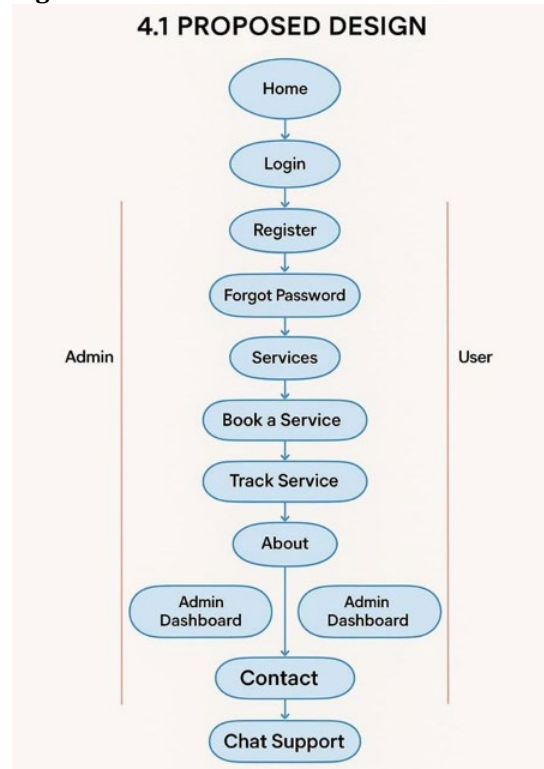 4.1 PROPOSED DESIGN
Home
Login
Register
Forgot Password
Services
Admin
User
Book a Service
Track Service
About
Admin
Dashboard
Admin
Dashboard
Contact
Chat Support